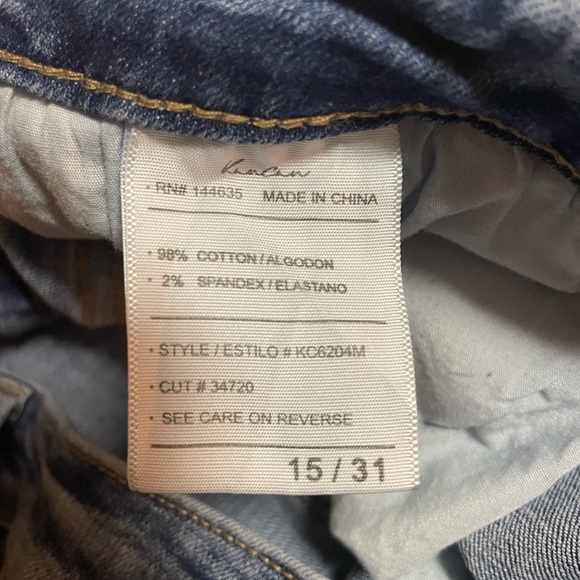 KanCan
· RN# 144635 MADE IN CHINA
· 98% COTTON / ALGODON
· 2% SPANDEX / ELASTANO
· STYLE / ESTILO # KC6204M
· CUT # 34720
· SEE CARE ON REVERSE
15 / 31